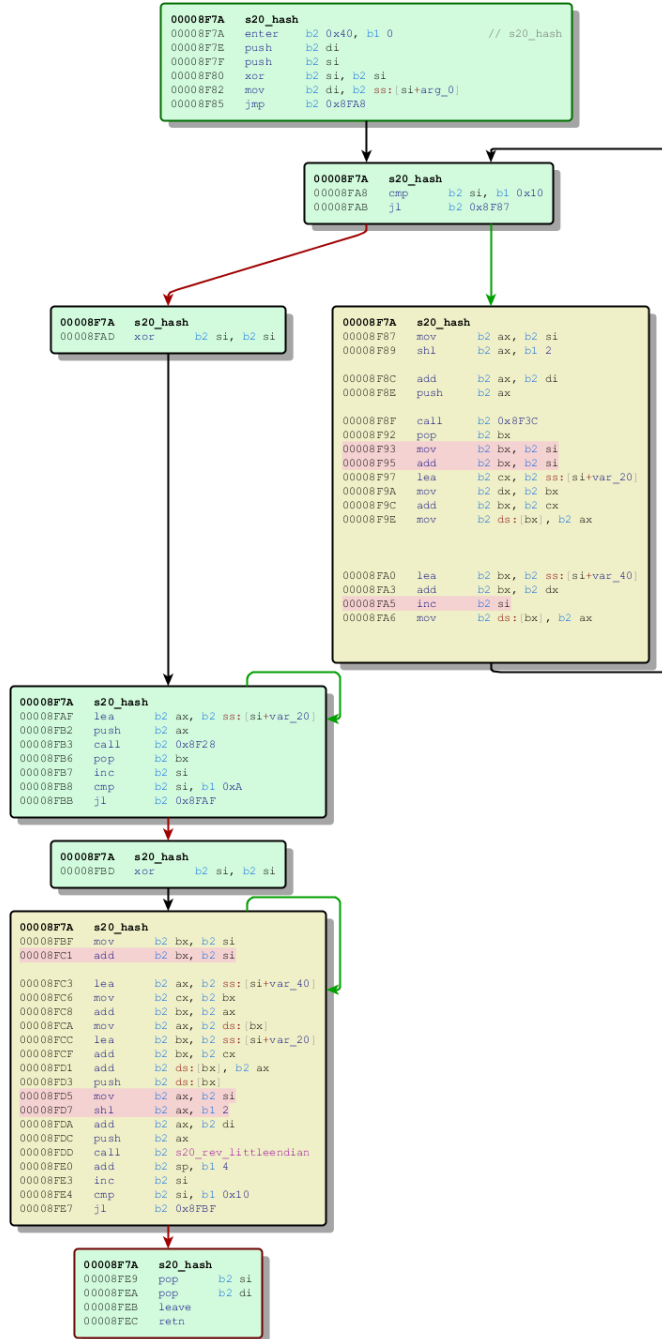 00008F7A s20_hash
00008F7A enter b2 0x40, b1 0 // s20_hash
00008F7E push b2 di
00008F7F push b2 si
00008F80 xor b2 si, b2 si
00008F82 mov b2 di, b2 ss:[si+arg_0]
00008F85 jmp b2 0x8FA8
00008F7A s20_hash
00008FA8 cmp b2 si, b1 0x10
00008FAB jl b2 0x8F87
00008F7A s20_hash
00008FAD xor b2 si, b2 si
00008F7A s20_hash
00008F87 mov b2 ax, b2 si
00008F89 shl b2 ax, b1 2
00008F8C add b2 ax, b2 di
00008F8E push b2 ax
00008F8F call b2 0x8F3C
00008F92 pop b2 bx
00008F93 mov b2 bx, b2 si
00008F95 add b2 bx, b2 si
00008F97 lea b2 cx, b2 ss:[si+var_20]
00008F9A mov b2 dx, b2 bx
00008F9C add b2 bx, b2 cx
00008F9E mov b2 ds:[bx], b2 ax
00008FA0 lea b2 bx, b2 ss:[si+var_40]
00008FA3 add b2 bx, b2 dx
00008FA5 inc b2 si
00008FA6 mov b2 ds:[bx], b2 ax
00008F7A s20_hash
00008FAF lea b2 ax, b2 ss:[si+var_20]
00008FB2 push b2 ax
00008FB3 call b2 0x8F28
00008FB6 pop b2 bx
00008FB7 inc b2 si
00008FB8 cmp b2 si, b1 0xA
00008FBB jl b2 0x8FAF
00008F7A s20_hash
00008FBD xor b2 si, b2 si
00008F7A s20_hash
00008FBF mov b2 bx, b2 si
00008FC1 add b2 bx, b2 si
00008FC3 lea b2 ax, b2 ss:[si+var_40]
00008FC6 mov b2 cx, b2 bx
00008FC8 add b2 bx, b2 ax
00008FCA mov b2 ax, b2 ds:[bx]
00008FCC lea b2 bx, b2 ss:[si+var_20]
00008FCF add b2 bx, b2 cx
00008FD1 add b2 ds:[bx], b2 ax
00008FD3 push b2 ds:[bx]
00008FD5 mov b2 ax, b2 si
00008FD7 shl b2 ax, b1 2
00008FDA add b2 ax, b2 di
00008FDC push b2 ax
00008FDD call b2 s20_rev_littleendian
00008FE0 add b2 sp, b1 4
00008FE3 inc b2 si
00008FE4 cmp b2 si, b1 0x10
00008FE7 jl b2 0x8FBF
00008F7A s20_hash
00008FE9 pop b2 si
00008FEA pop b2 di
00008FEB leave
00008FEC retn